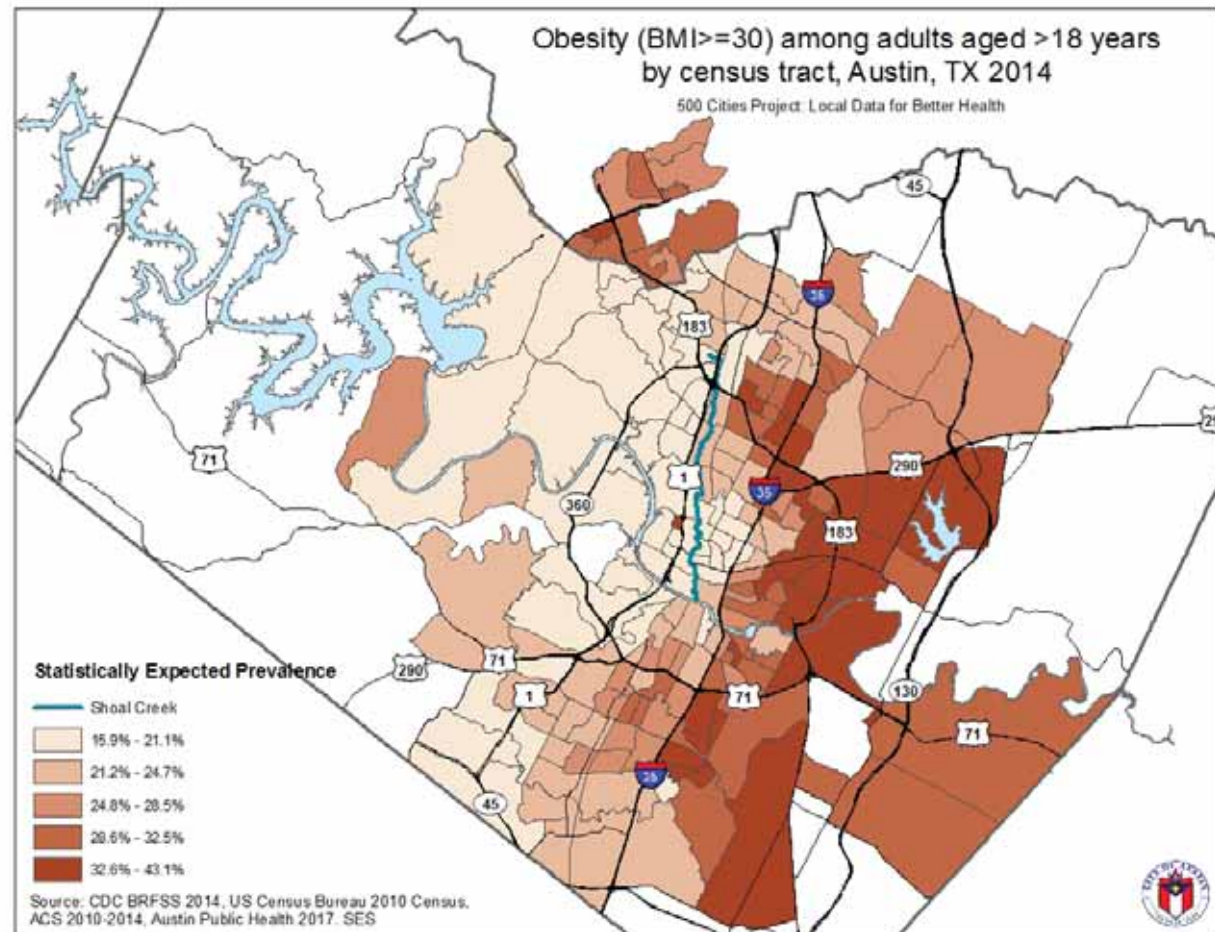 Obesity (BMI>=30) among adults aged >18 years
by census tract, Austin, TX 2014
500 Cities Project: Local Data for Better Health
45
35
183
71
290
1
35
360
183
290
71
71
1
71
130
71
35
45
Statistically Expected Prevalence
Shoal Creek
15.9% - 21.1%
21.2% - 24.7%
24.8% - 28.5%
28.6% - 32.5%
32.6% - 43.1%
Source: CDC BRFSS 2014, US Census Bureau 2010 Census,
ACS 2010-2014, Austin Public Health 2017. SES